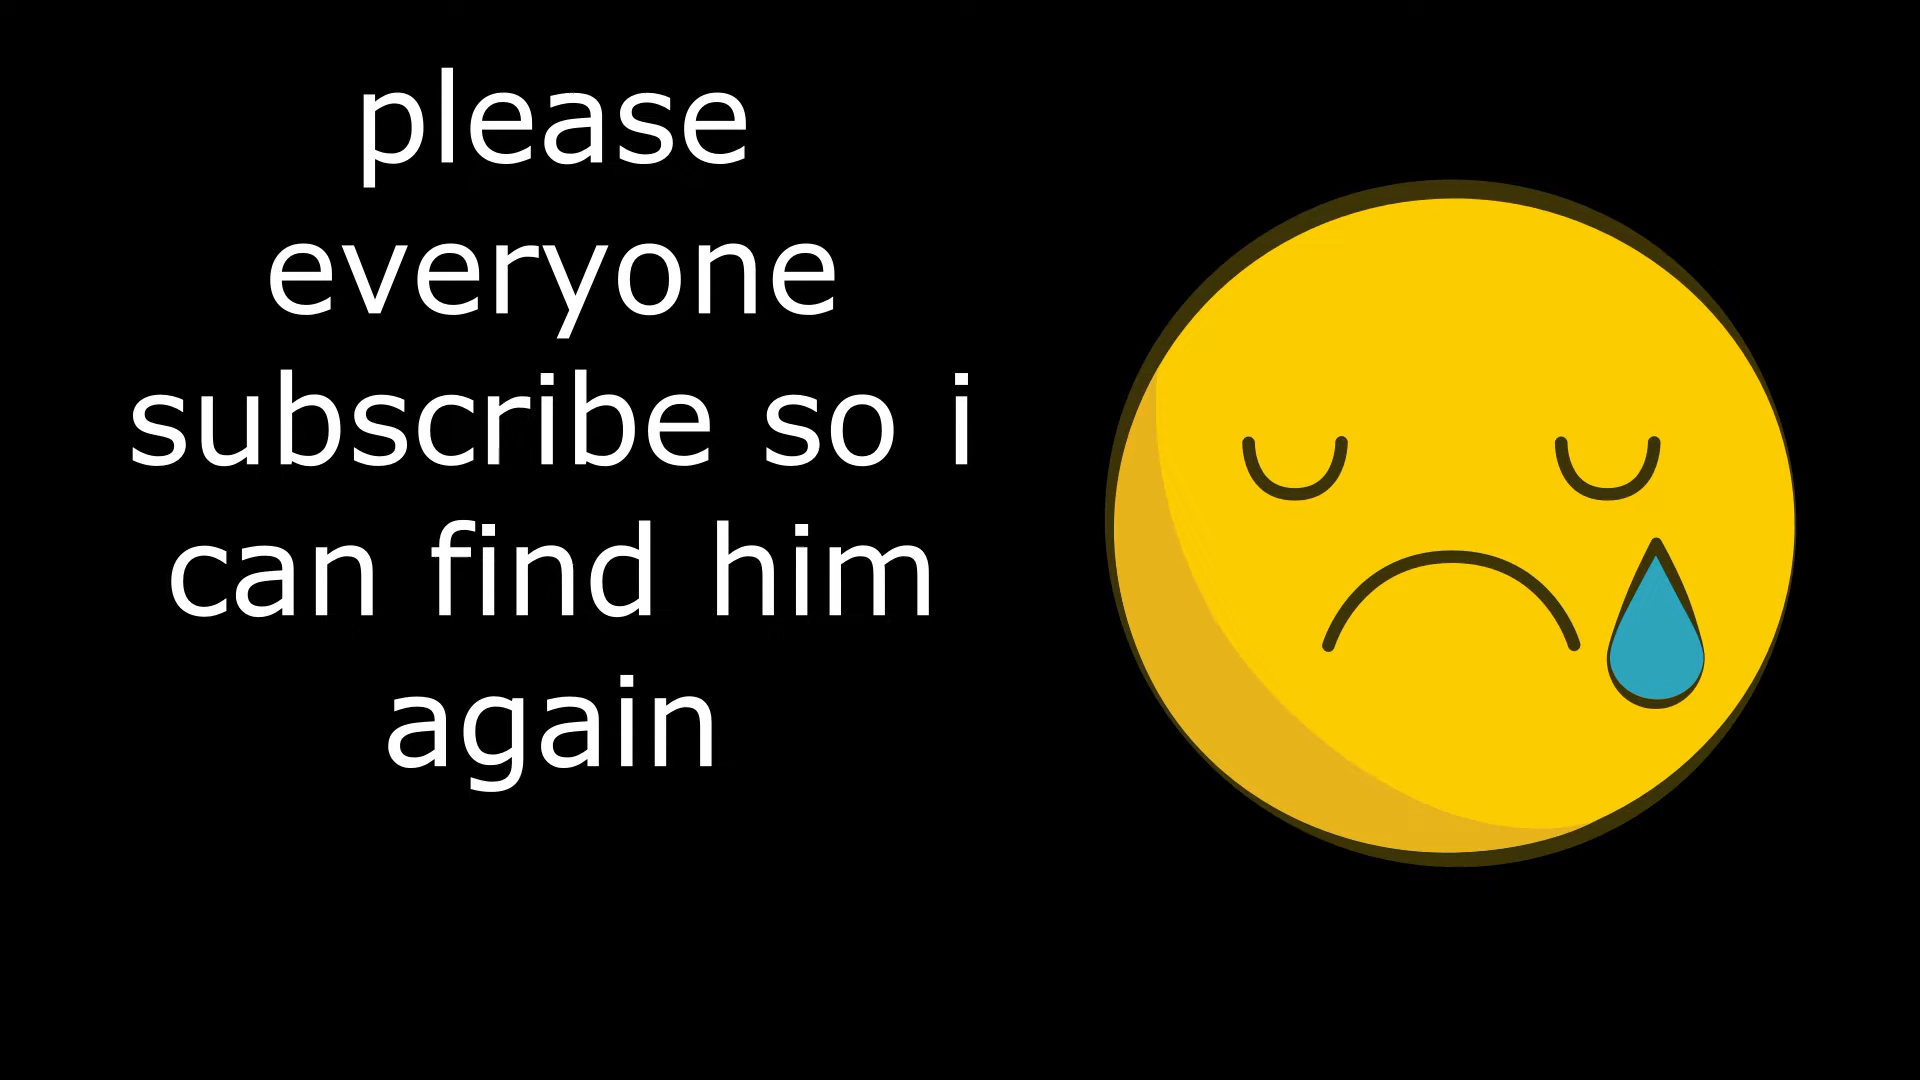 please
everyone
subscribe so i
can find him
again